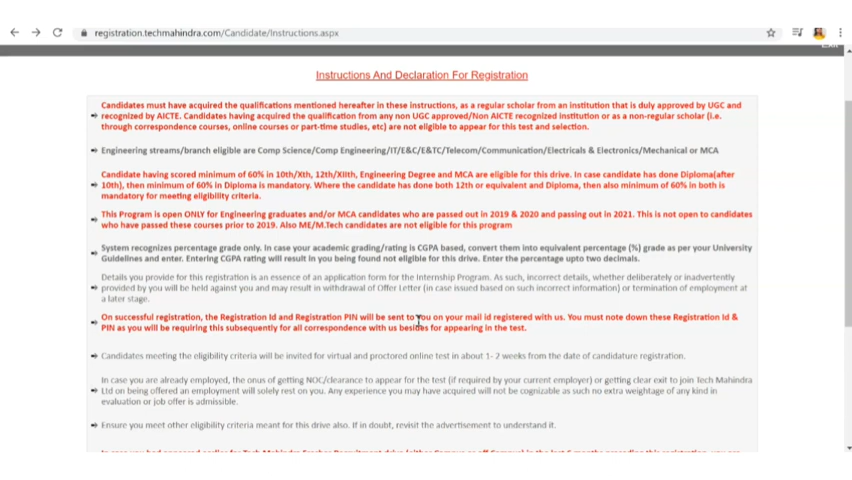 registration.techmahindra.com/Candidate/Instructions.aspx
Instructions And Declaration For Registration
Candidates must have acquired the qualifications mentioned hereafter in these instructions, as a regular scholar from an institution that is duly approved by UGC and
recognized by AICTE. Candidates having acquired the qualification from any non UGC approved/Non AICTE recognized institution or as a non-regular scholar (i.e.
through correspondence courses, online courses or part-time studies, etc) are not eligible to appear for this test and selection.
Engineering streams/branch eligible are Comp Science/Comp Engineering/IT/E&C/E&TC/Telecom/Communication/Electricals & Electronics/Mechanical or MCA
Candidate having scored minimum of 60% in 10th/Xth, 12th/XIIth, Engineering Degree and MCA are eligible for this drive. In case candidate has done Diploma(after
10th), then minimum of 60% in Diploma is mandatory. Where the candidate has done both 12th or equivalent and Diploma, then also minimum of 60% in both is
mandatory for meeting eligibility criteria.
This Program is open ONLY for Engineering graduates and/or MCA candidates who are passed out in 2019 & 2020 and passing out in 2021. This is not open to candidates
who have passed these courses prior to 2019. Also ME/M.Tech candidates are not eligible for this program
System recognizes percentage grade only. In case your academic grading/rating is CGPA based, convert them into equivalent percentage (%) grade as per your University
Guidelines and enter. Entering CGPA rating will result in you being found not eligible for this drive. Enter the percentage upto two decimals.
Details you provide for this registration is an essence of an application form for the Internship Program. As such, incorrect details, whether deliberately or inadvertently
provided by you will be held against you and may result in withdrawal of Offer Letter (in case issued based on such incorrect information) or termination of employment at
a later stage.
On successful registration, the Registration Id and Registration PIN will be sent to you on your mail id registered with us. You must note down these Registration Id &
PIN as you will be requiring this subsequently for all correspondence with us besides for appearing in the test.
Candidates meeting the eligibility criteria will be invited for virtual and proctored online test in about 1- 2 weeks from the date of candidature registration.
In case you are already employed, the onus of getting NOC/clearance to appear for the test (if required by your current employer) or getting clear exit to join Tech Mahindra
Ltd on being offered an employment will solely rest on you. Any experience you may have acquired will not be cognizable as such no extra weightage of any kind in
evaluation or job offer is admissible.
Ensure you meet other eligibility criteria meant for this drive also. If in doubt, revisit the advertisement to understand it.